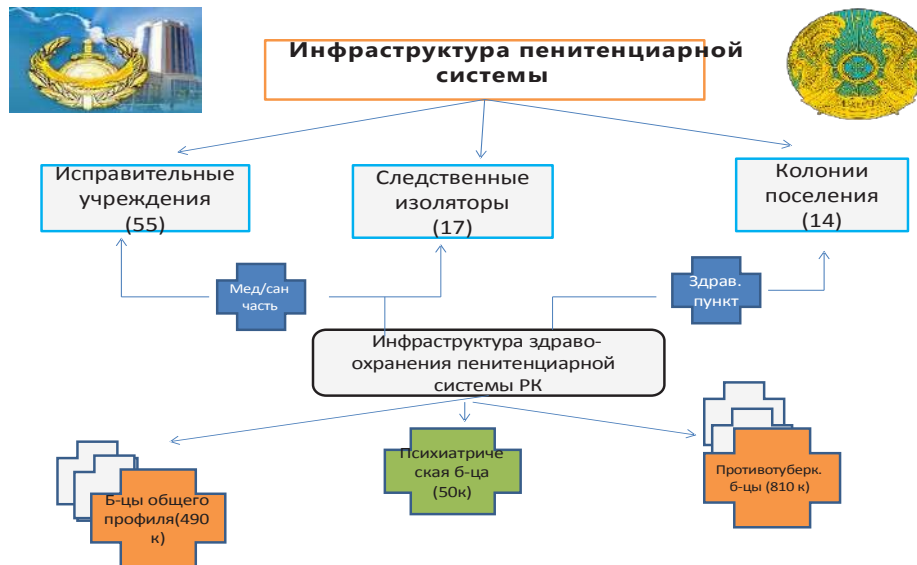 Инфраструктура пенитенциарной
системы
Исправительные
учреждения
(55)
Следственные
изоляторы
(17)
Колонии
поселения
(14)
Мед/сан
часть
Здрав.
пункт
Инфраструктура здраво-
охранения пенитенциарной
системы РК
Б-цы общего
профиля(490
к)
Психиатриче
ская б-ца
(50к)
Противотуберк.
б-цы (810 к)